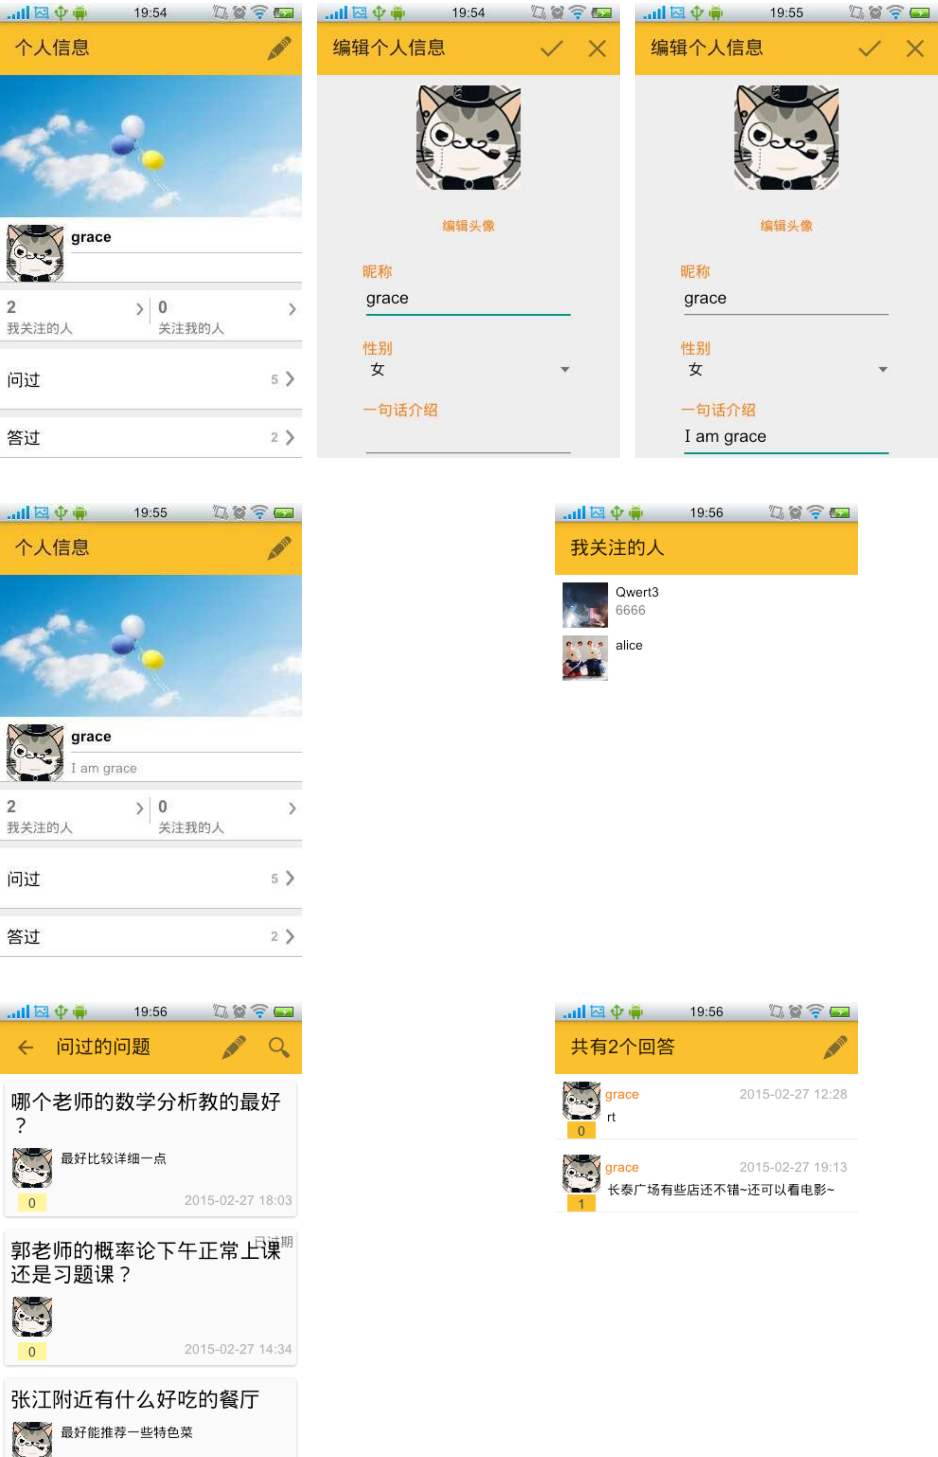 19:54
个人信息
grace
2
我关注的人
0
关注我的人
问过
5
答过
2
19:54
编辑个人信息
编辑头像
昵称
grace
性别
女
一句话介绍
19:55
编辑个人信息
编辑头像
昵称
grace
性别
女
一句话介绍
I am grace
19:55
个人信息
grace
I am grace
2
我关注的人
0
关注我的人
问过
5
答过
2
19:56
我关注的人
Qwert3
6666
alice
19:56
问过的问题
哪个老师的数学分析教的最好
？
最好比较详细一点
0
2015-02-27 18:03
已过期
郭老师的概率论下午正常上课
还是习题课？
0
2015-02-27 14:34
张江附近有什么好吃的餐厅
最好能推荐一些特色菜
19:56
共有2个回答
grace
2015-02-27 12:28
rt
0
grace
2015-02-27 19:13
长泰广场有些店还不错~还可以看电影~
1